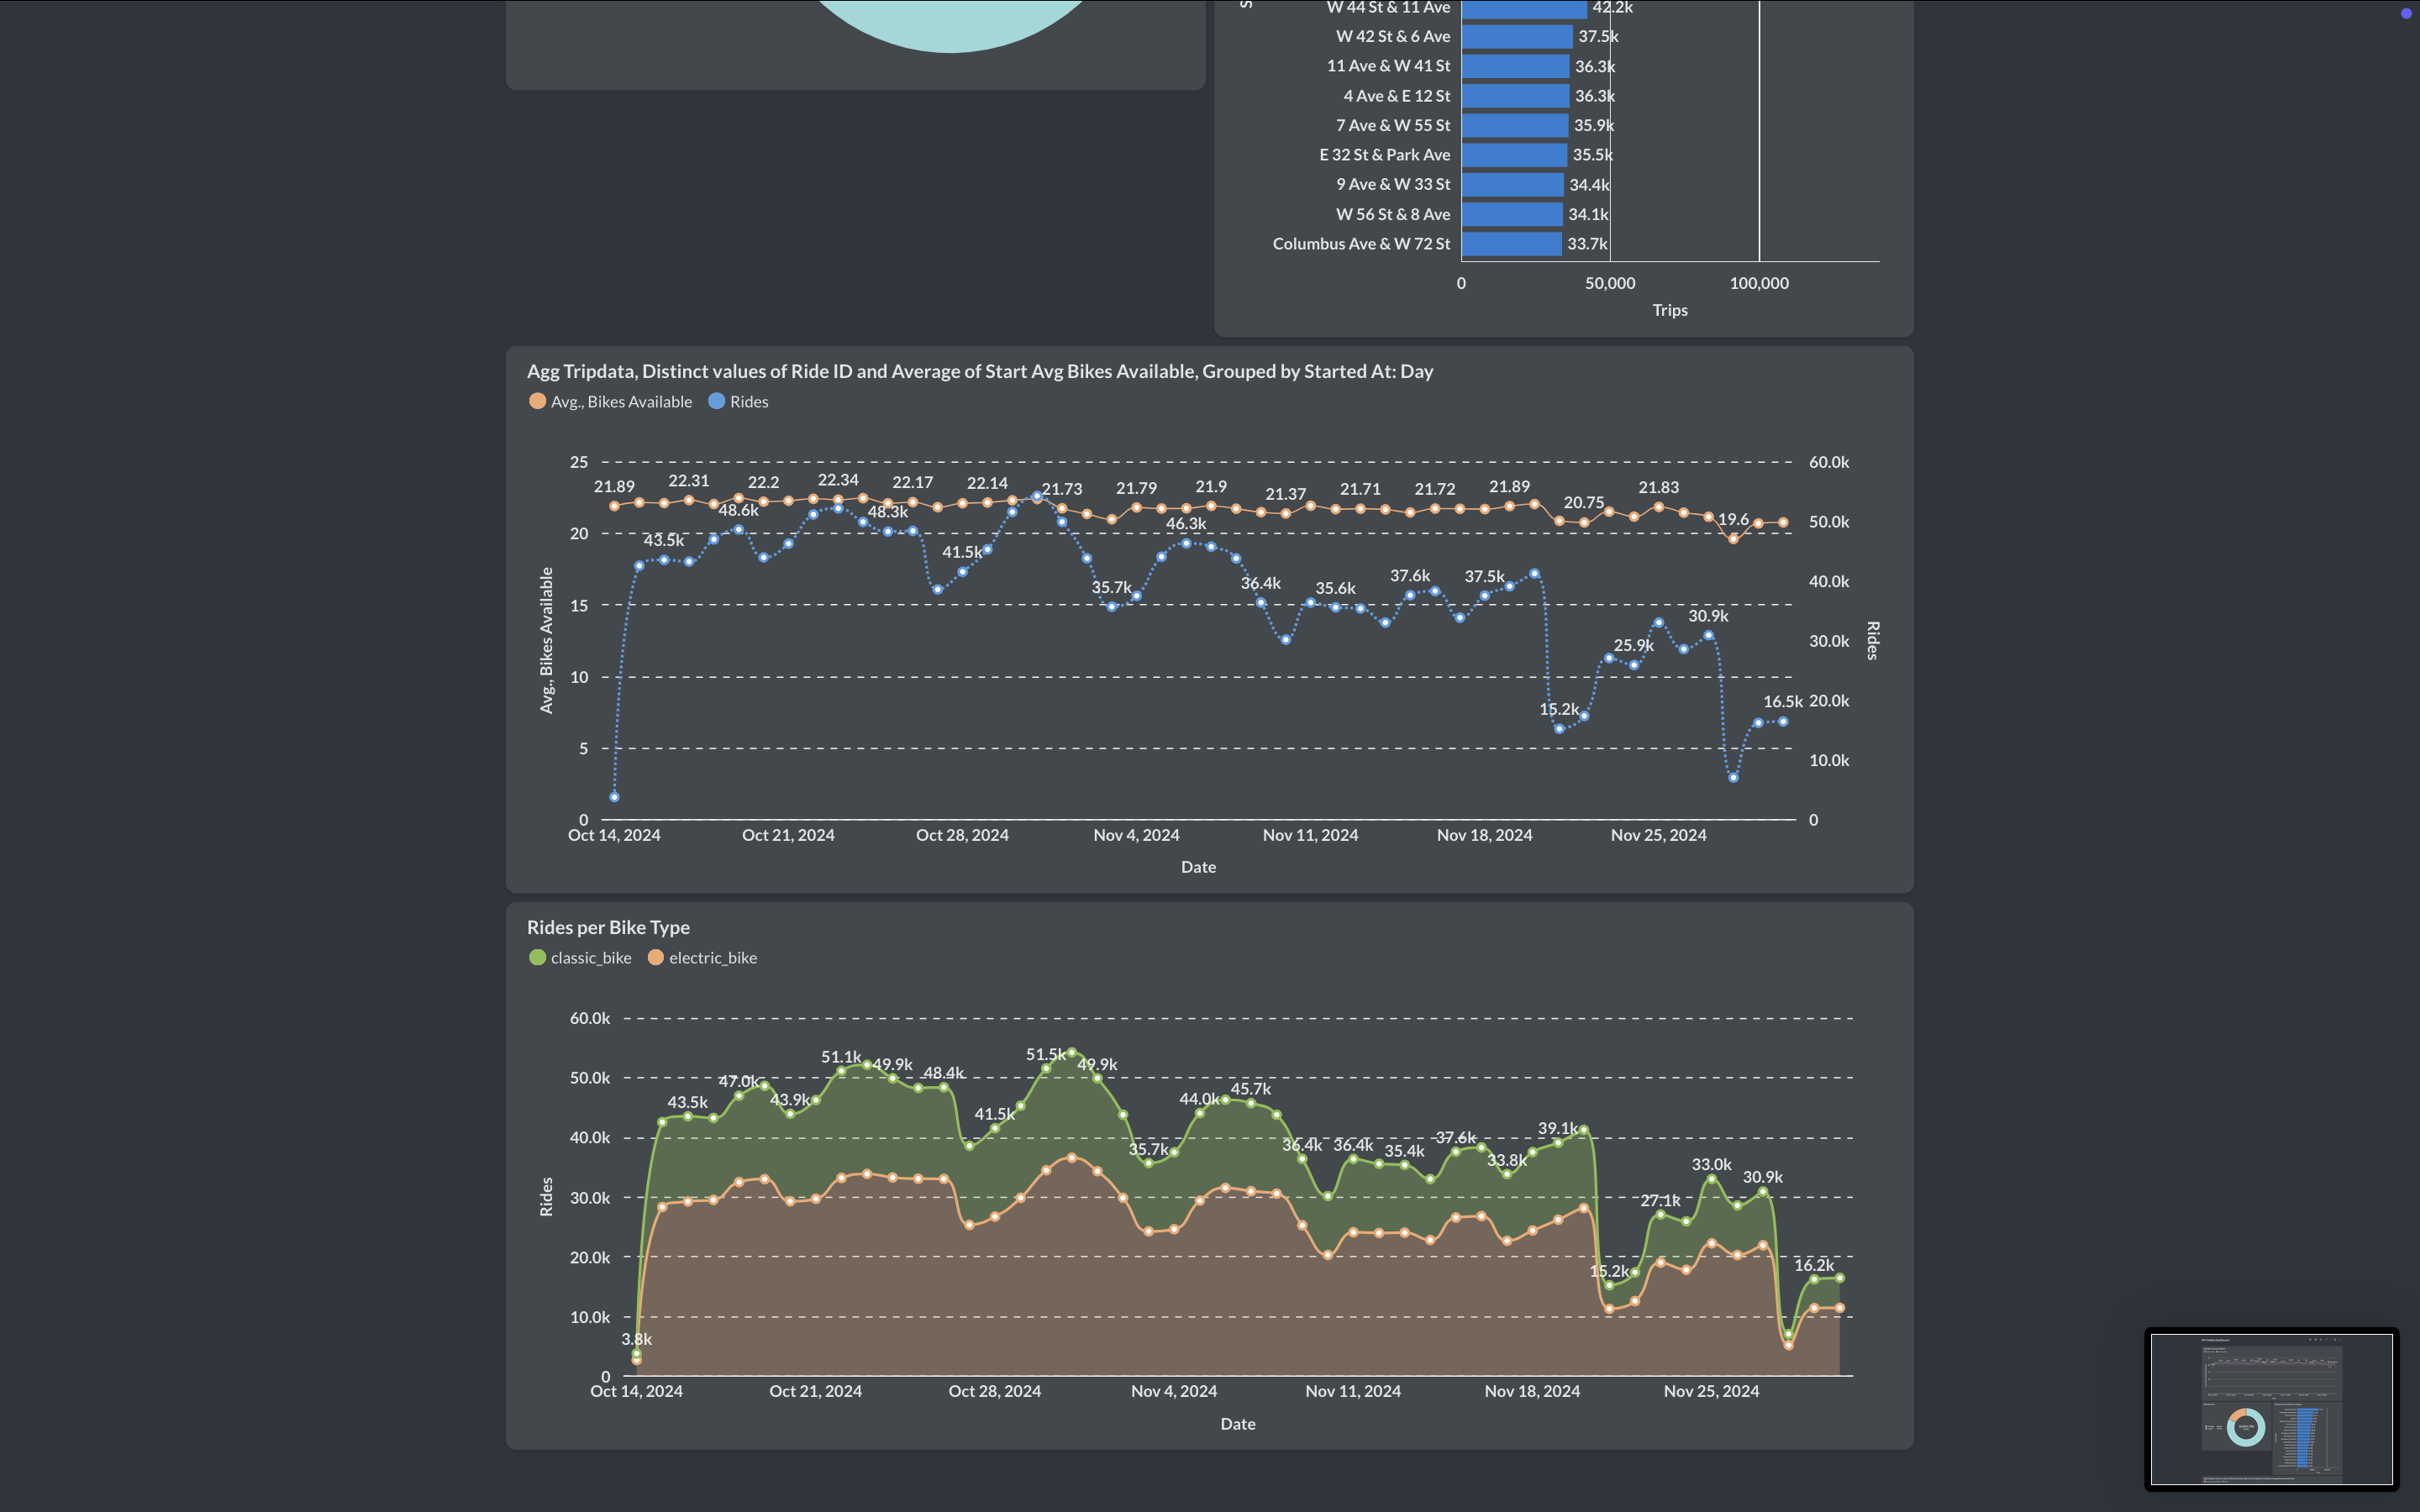 W 44 St & 11 Ave 42.2k
W 42 St & 6 Ave 37.5k
11 Ave & W 41 St 36.3k
4 Ave & E 12 St 36.3k
7 Ave & W 55 St 35.9k
E 32 St & Park Ave 35.5k
9 Ave & W 33 St 34.4k
W 56 St & 8 Ave 34.1k
Columbus Ave & W 72 St 33.7k
0 50,000 100,000
Trips
Agg Tripdata, Distinct values of Ride ID and Average of Start Avg Bikes Available, Grouped by Started At: Day
Avg., Bikes Available Rides
25 60.0k
21.89 22.31 22.2 22.34 22.17 22.14 21.73 21.79 21.9 21.37 21.71 21.72 21.89 20.75 21.83 19.6
50.0k
20
43.5k 48.6k 48.3k 41.5k 35.7k 46.3k 36.4k 35.6k 37.6k 37.5k 15.2k 25.9k 30.9k 16.5k
40.0k
15
30.0k
10
20.0k
5
10.0k
0 0
Avg., Bikes Available
Rides
Oct 14, 2024 Oct 21, 2024 Oct 28, 2024 Nov 4, 2024 Nov 11, 2024 Nov 18, 2024 Nov 25, 2024
Date
Rides per Bike Type
classic_bike electric_bike
60.0k
50.0k
40.0k
30.0k
20.0k
10.0k
0
Rides
3.8k 43.5k 47.0k 43.9k 51.1k 49.9k 48.4k 41.5k 51.5k 49.9k 35.7k 44.0k 45.7k 36.4k 36.4k 35.4k 37.6k 33.8k 39.1k 15.2k 27.1k 33.0k 30.9k 16.2k
Oct 14, 2024 Oct 21, 2024 Oct 28, 2024 Nov 4, 2024 Nov 11, 2024 Nov 18, 2024 Nov 25, 2024
Date